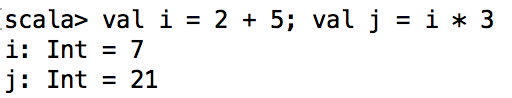 scala> val i = 2 + 5; val j = i * 3
i: Int = 7
j: Int = 21